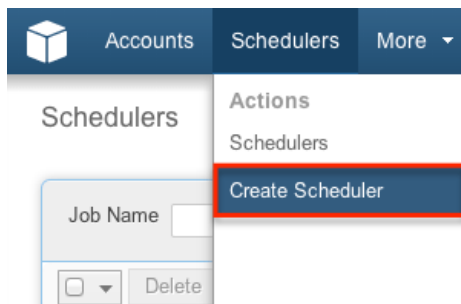 Accounts Schedulers More
Schedulers
Actions
Schedulers
Create Scheduler
Job Name
Delete